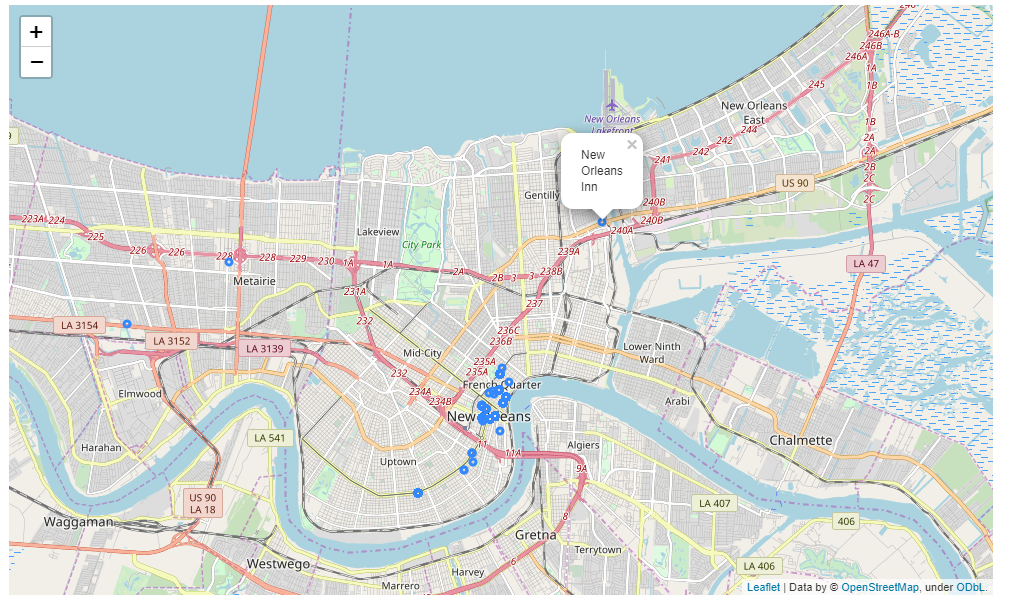 +
−
246A-B
246B
246A
1A
245
1B
New Orleans
East
244
242
242
241
1B
2A
2A
2B
2C
2C
New Orleans
Lakefront
×
New
Orleans
Inn
US 90
Gentilly
240B
240B
240A
239A
9
223A
224
225
226
226
228
228
229
230
1A
1A
Lakeview
City Park
2A
2B
3
3
238B
LA 47
Metairie
231A
237
232
236C
236B
LA 3154
LA 3152
LA 3139
Mid-City
Lower Ninth
Ward
235A
235A
232
French Quarter
234A
234B
Elmwood
Arabi
New Orleans
LA 541
Harahan
11
11A
Algiers
Chalmette
Uptown
9A
US 90
LA 18
LA 407
8
406
Waggaman
Gretna
Terrytown
Westwego
6
Harvey
LA 406
Marrero
Leaflet | Data by © OpenStreetMap, under ODbL.